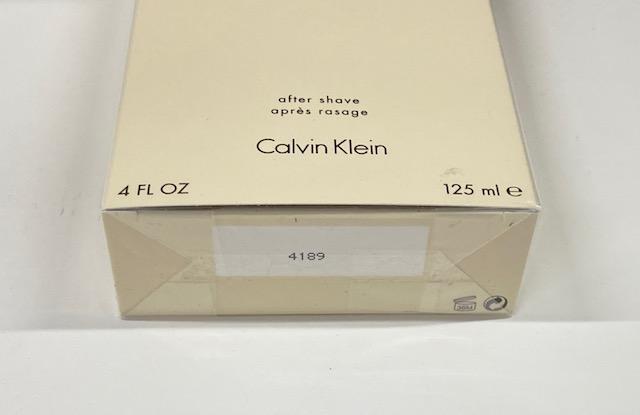 after shave
après rasage
Calvin Klein
4 FL OZ
125 ml ℮
4189